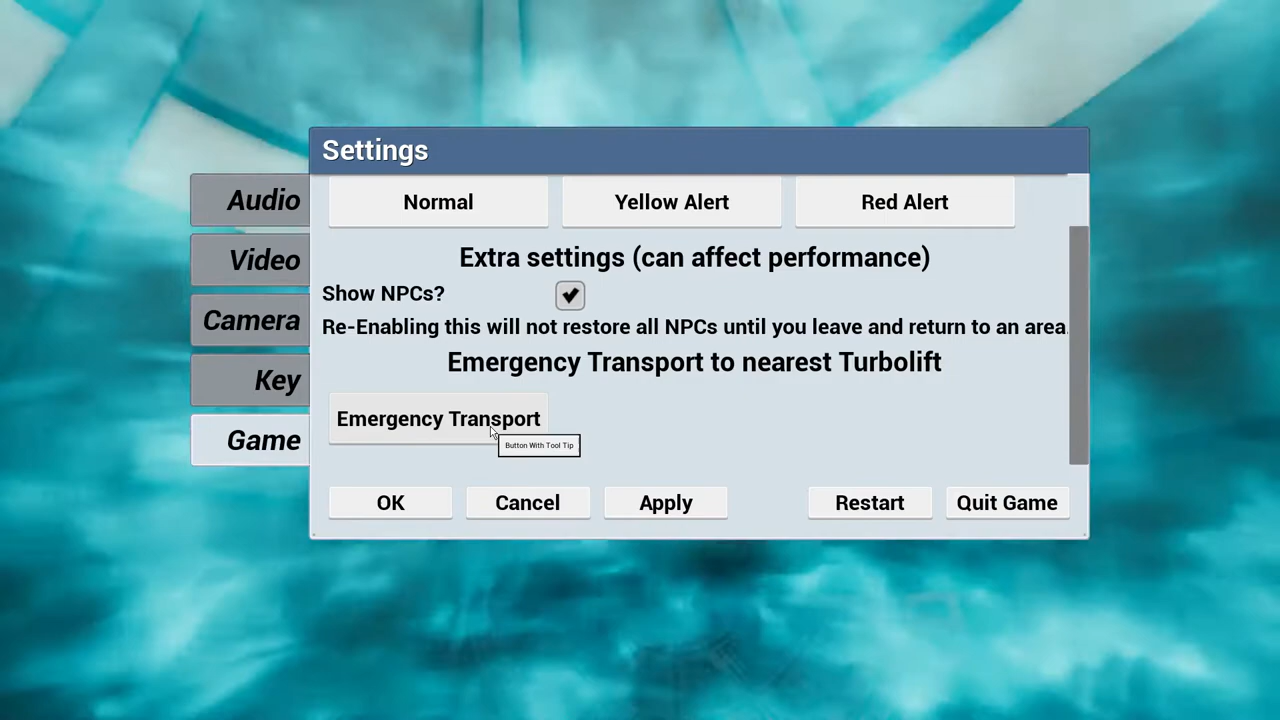 Settings
Audio
Video
Camera
Key
Game
Normal Yellow Alert Red Alert
Extra settings (can affect performance)
Show NPCs?
Re-Enabling this will not restore all NPCs until you leave and return to an area.
Emergency Transport to nearest Turbolift
Emergency Transport
Button With Tool Tip
OK Cancel Apply Restart Quit Game